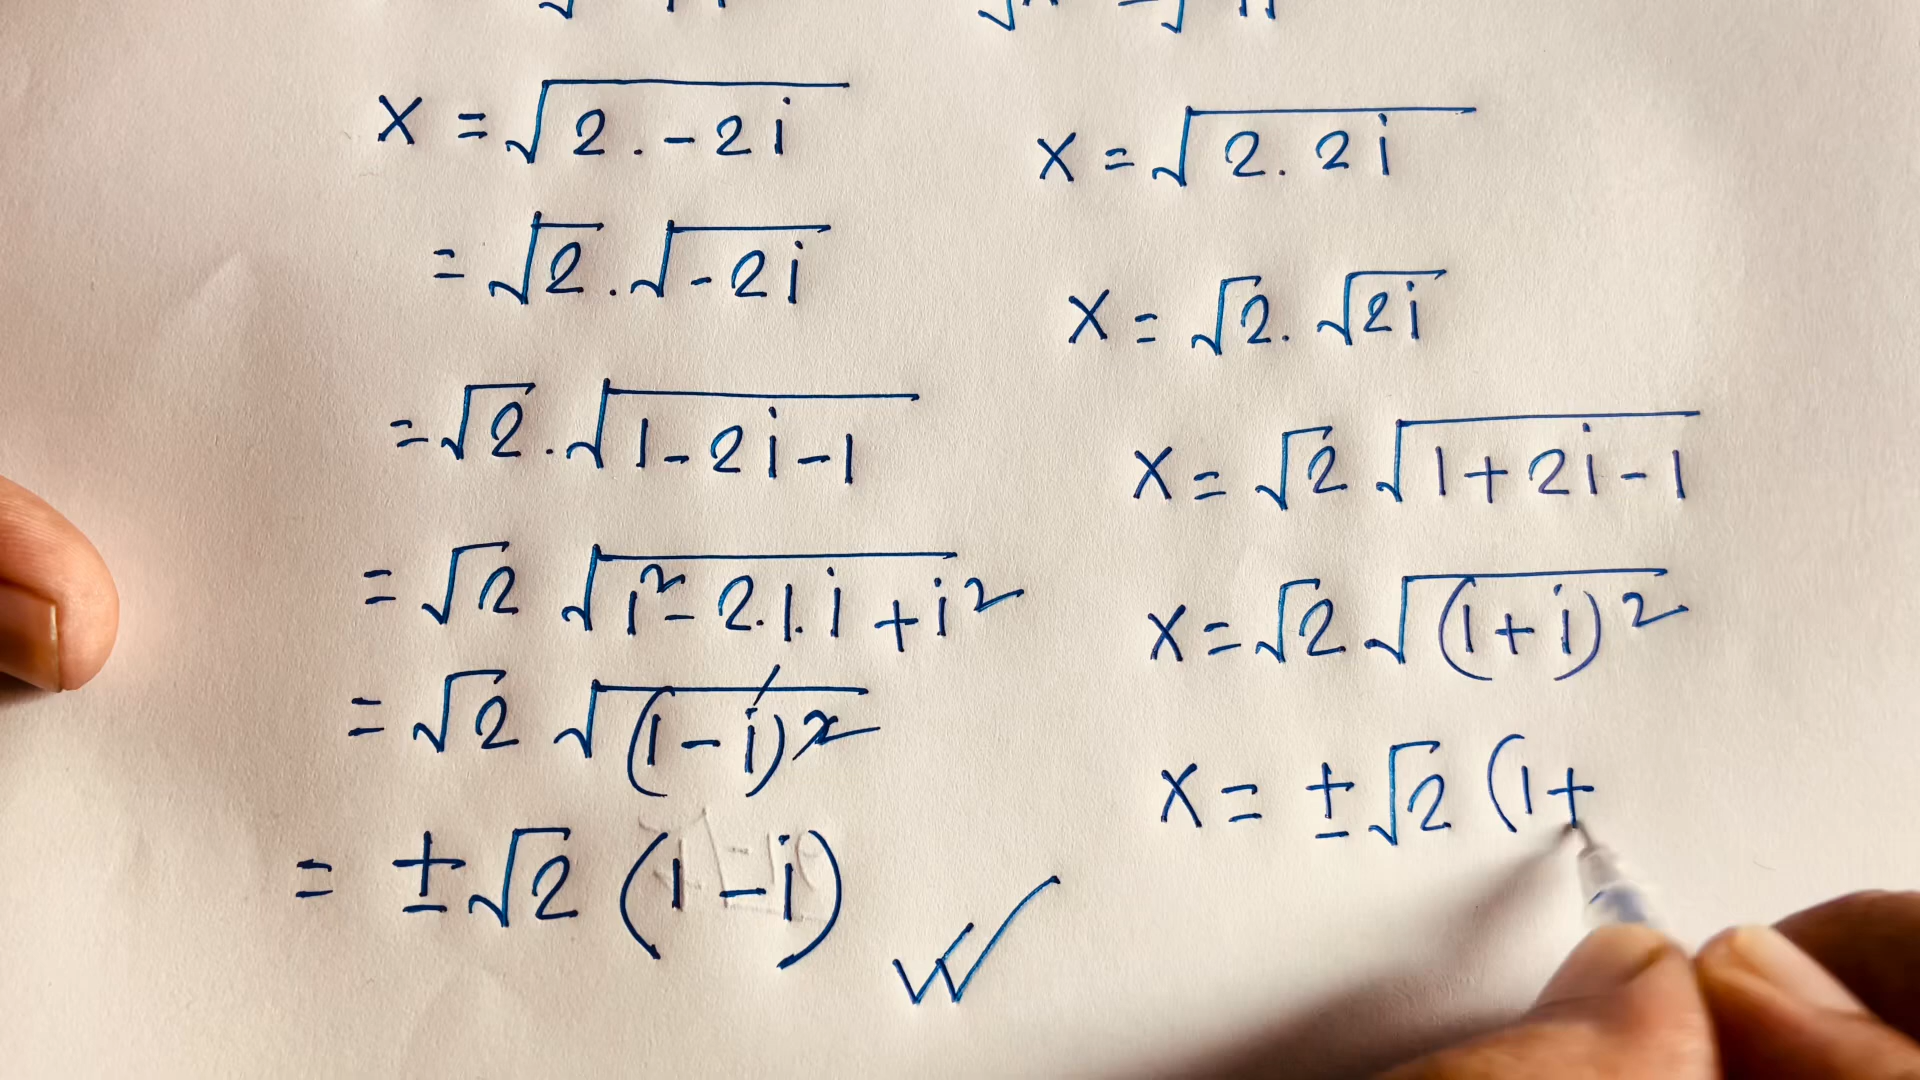 x = √2 . -2i
= √2 . √-2i
= √2 . √1-2i-1
= √2 √i²-2.1.i+i²
= √2 √(1-i)²
= ±√2 (1-i)
x = √2.2i
x = √2 . √2i
x = √2 √1+2i-1
x = √2 √(1+i)²
x = ±√2 (1+